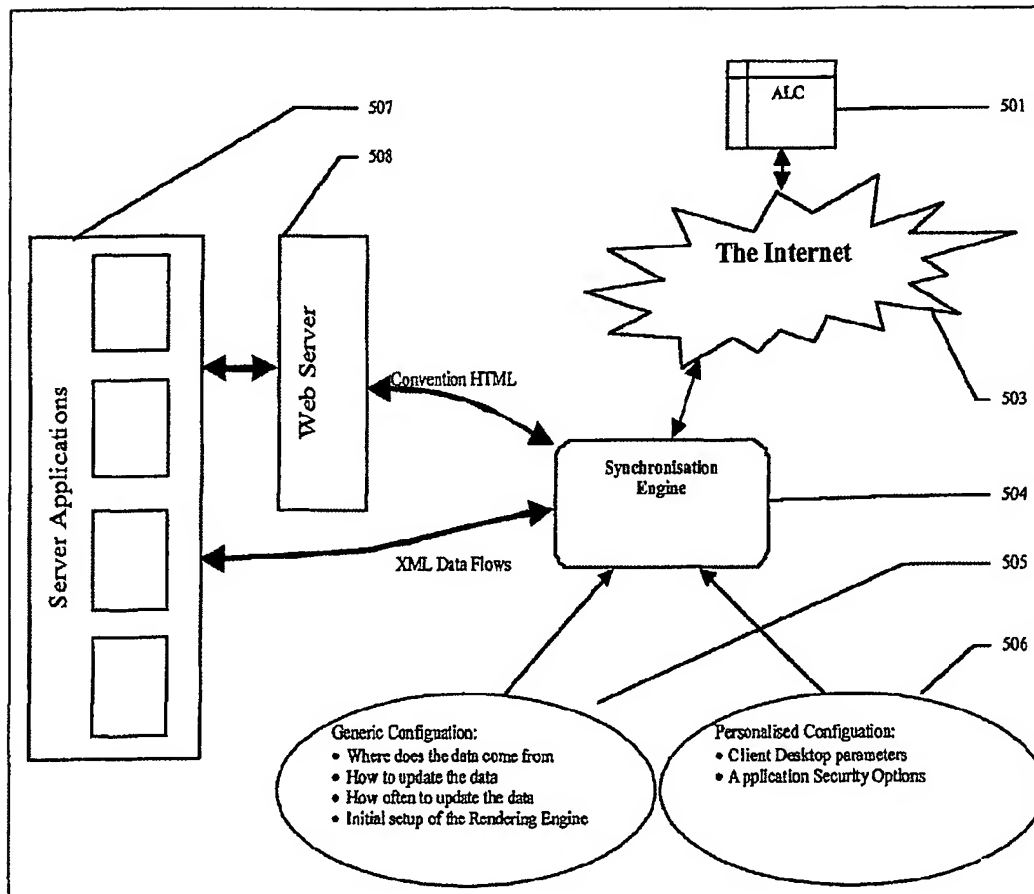 507
508
ALC
501
The Internet
503
Server Applications
Web Server
Convention HTML
Synchronisation
Engine
504
505
XML Data Flows
506
Generic Configuation:
• Where does the data come from
• How to update the data
• How often to update the data
• Initial setup of the Rendering Engine
Personalised Configuation:
• Client Desktop parameters
• Application Security Options